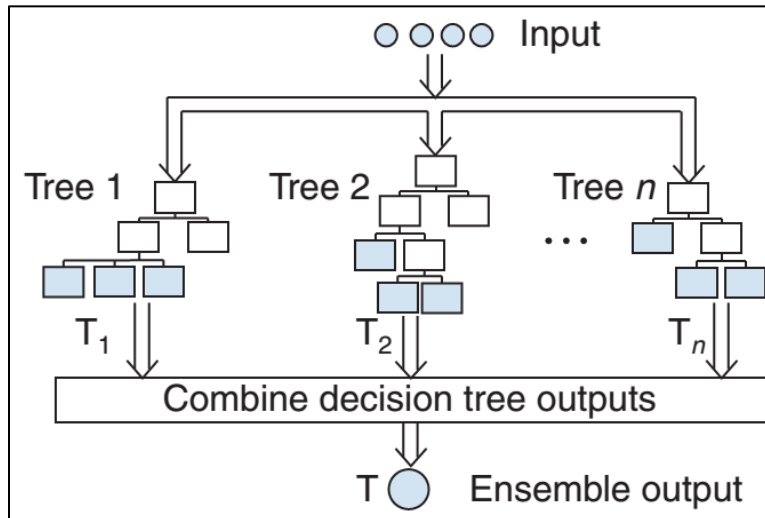 Input
Tree 1 Tree 2 Tree n
...
T1 T2 Tn
Combine decision tree outputs
T Ensemble output